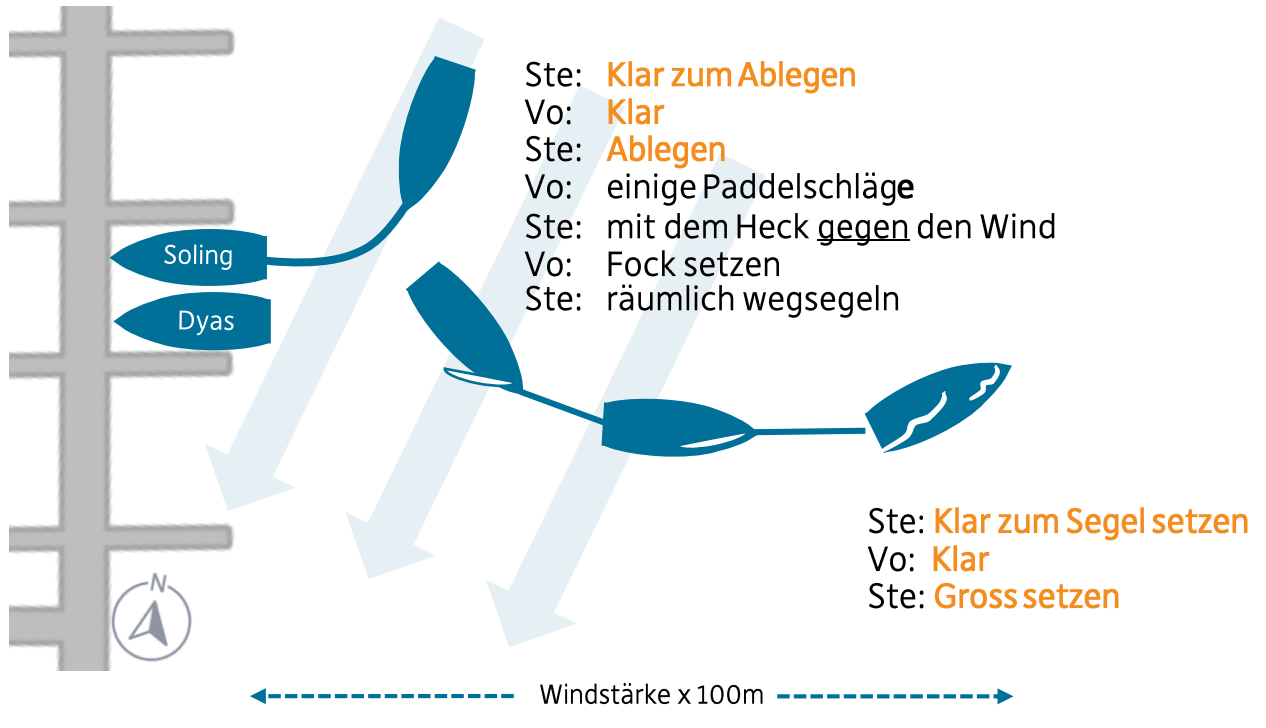 Ste: Klar zum Ablegen
Vo: Klar
Ste: Ablegen
Vo: einige Paddelschläge
Ste: mit dem Heck gegen den Wind
Vo: Fock setzen
Ste: räumlich wegsegeln
Soling
Dyas
Ste: Klar zum Segel setzen
Vo: Klar
Ste: Gross setzen
N
Windstärke x 100m